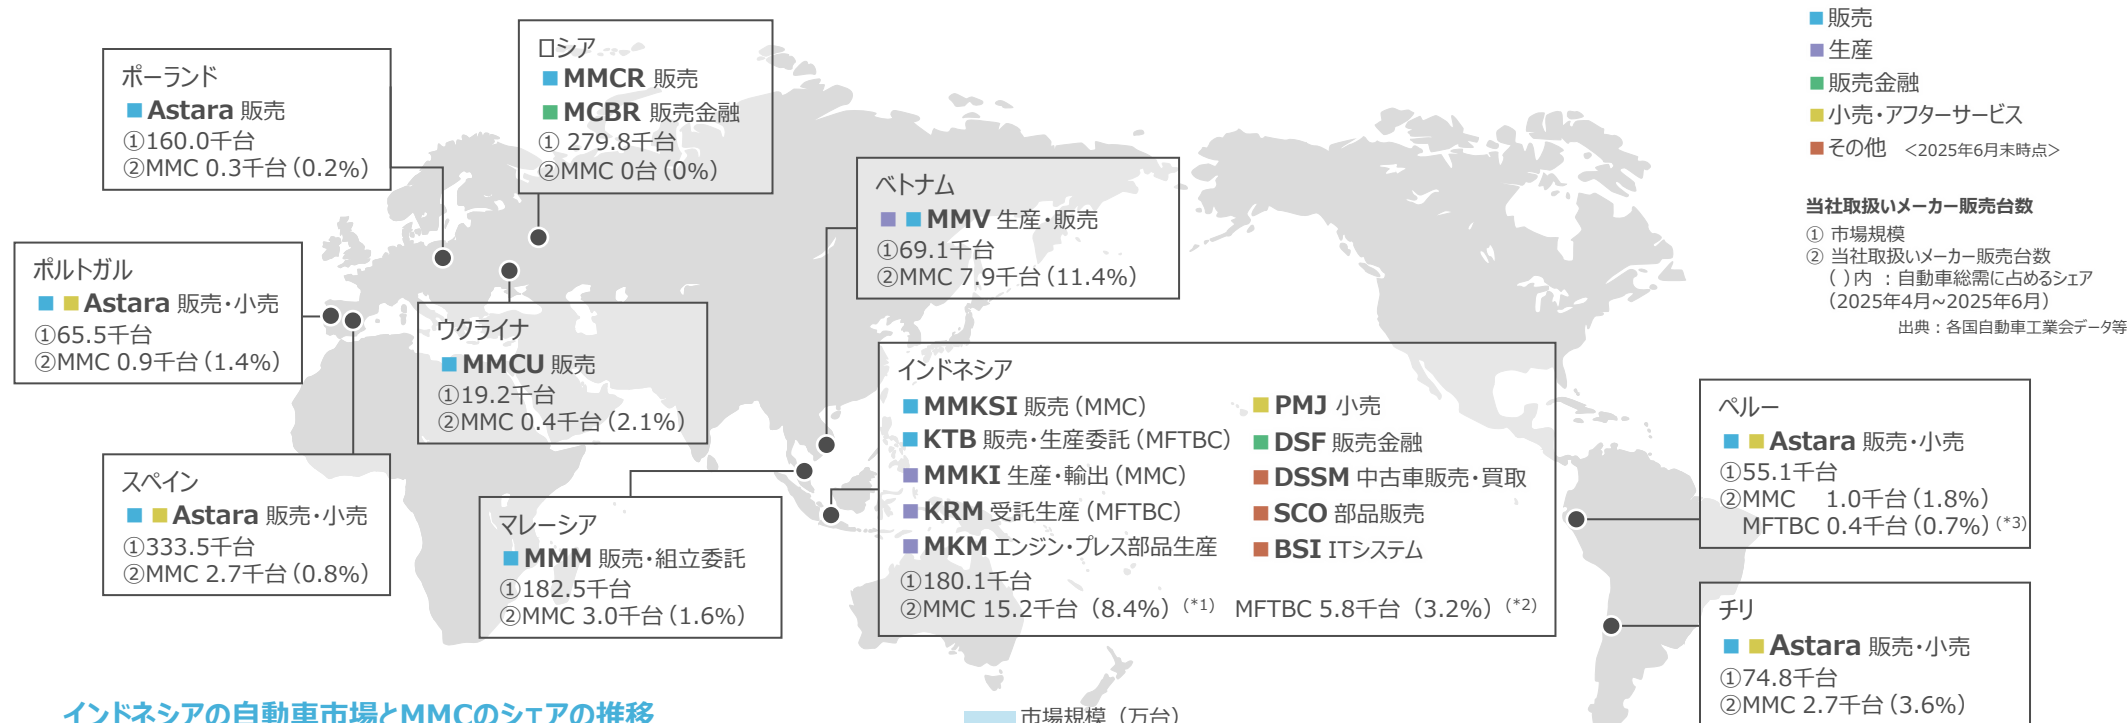 ポーランド
Astara 販売
①160.0千台
②MMC 0.3千台(0.2%)
ロシア
MMCR 販売
MCBR 販売金融
① 279.8千台
②MMC 0台(0%)
ベトナム
MMV 生産・販売
①69.1千台
②MMC 7.9千台(11.4%)
販売
生産
販売金融
小売・アフターサービス
その他 <2025年6月末時点>
当社取扱いメーカー販売台数
① 市場規模
② 当社取扱いメーカー販売台数
( )内 : 自動車総需に占めるシェア
(2025年4月~2025年6月)
出典:各国自動車工業会データ等
ポルトガル
Astara 販売・小売
①65.5千台
②MMC 0.9千台(1.4%)
ウクライナ
MMCU 販売
①19.2千台
②MMC 0.4千台(2.1%)
スペイン
Astara 販売・小売
①333.5千台
②MMC 2.7千台(0.8%)
マレーシア
MMM 販売・組立委託
①182.5千台
②MMC 3.0千台(1.6%)
インドネシア
MMKSI 販売(MMC)
KTB 販売・生産委託(MFTBC)
MMKI 生産・輸出(MMC)
KRM 受託生産(MFTBC)
MKM エンジン・プレス部品生産
PMJ 小売
DSF 販売金融
DSSM 中古車販売・買取
SCO 部品販売
BSI ITシステム
①180.1千台
②MMC 15.2千台(8.4%)(*1) MFTBC 5.8千台(3.2%)(*2)
ペルー
Astara 販売・小売
①55.1千台
②MMC 1.0千台(1.8%)
MFTBC 0.4千台(0.7%)(*3)
チリ
Astara 販売・小売
①74.8千台
②MMC 2.7千台(3.6%)
インドネシアの自動車市場とMMCのシェアの推移
市場規模(万台)